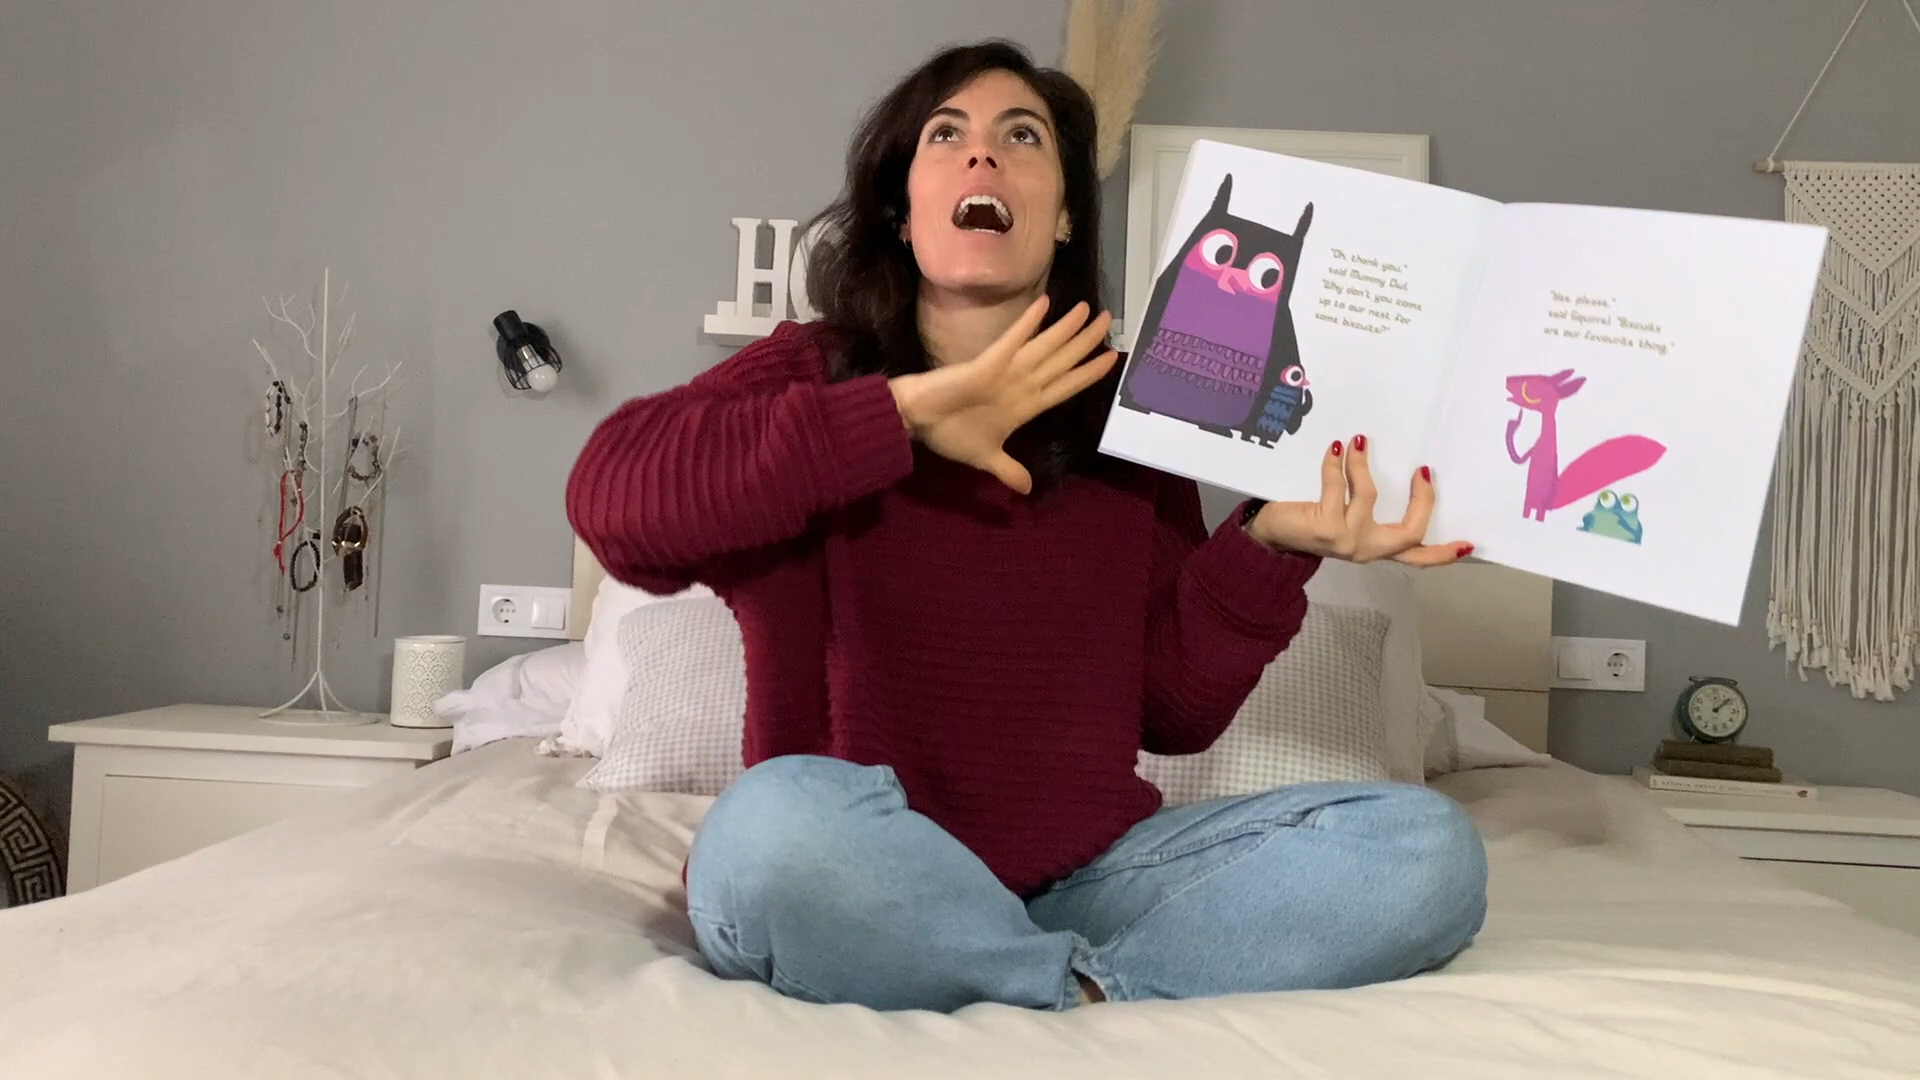 HO
"Oh, thank you,"
said Mummy Owl.
"Why don't you come
up to our nest for
some biscuits?"
"Yes please,"
said Squirrel. "Biscuits
are our favourite thing."